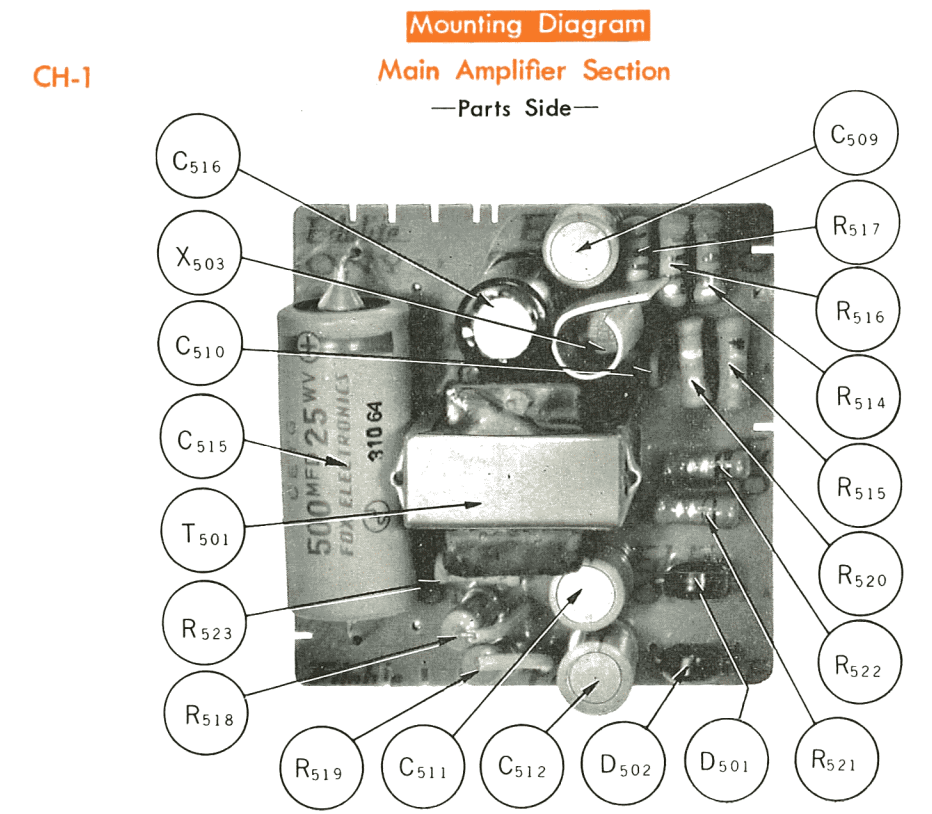 Mounting Diagram
CH-1
Main Amplifier Section
—Parts Side—
C509
C516
R517
X503
R516
C510
R514
C515
R515
T501
R520
R523
R522
R518
R519
C511
C512
D502
D501
R521
500MFD 25WV
FOX ELECTRONICS
31064